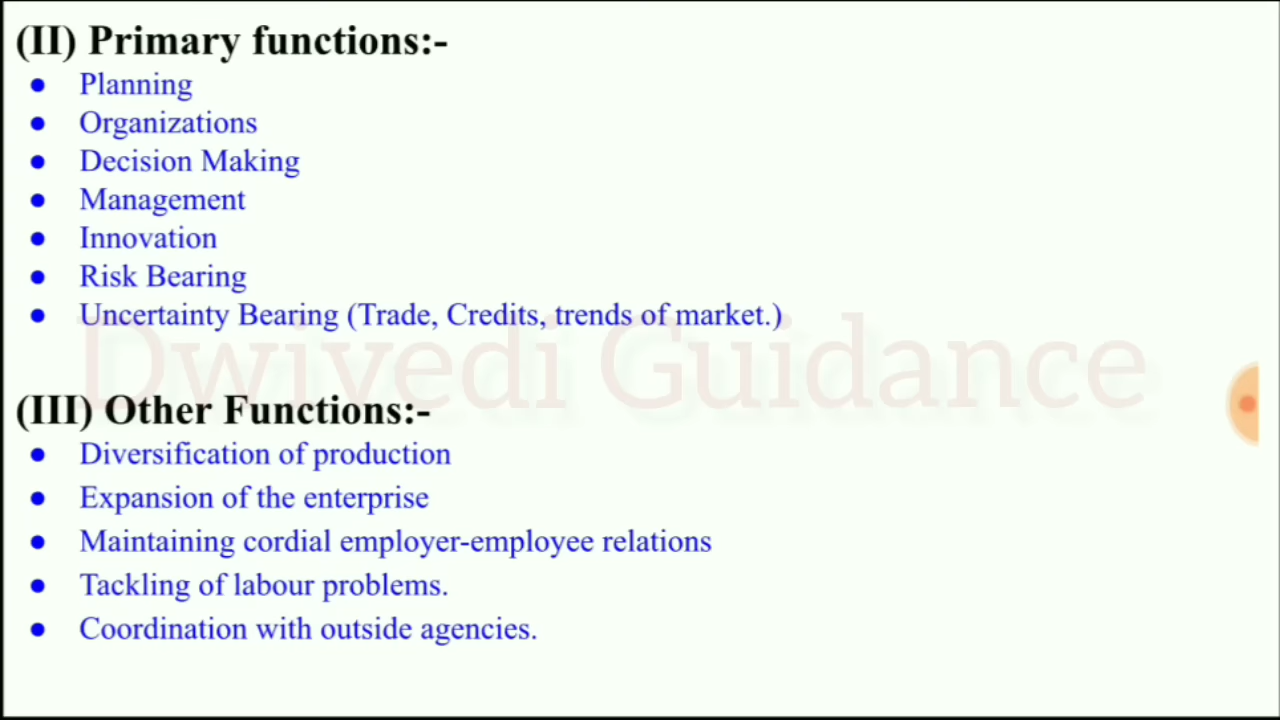 (II) Primary functions:-
● Planning
● Organizations
● Decision Making
● Management
● Innovation
● Risk Bearing
● Uncertainty Bearing (Trade, Credits, trends of market.)
Dwivedi Guidance
(III) Other Functions:-
● Diversification of production
● Expansion of the enterprise
● Maintaining cordial employer-employee relations
● Tackling of labour problems.
● Coordination with outside agencies.